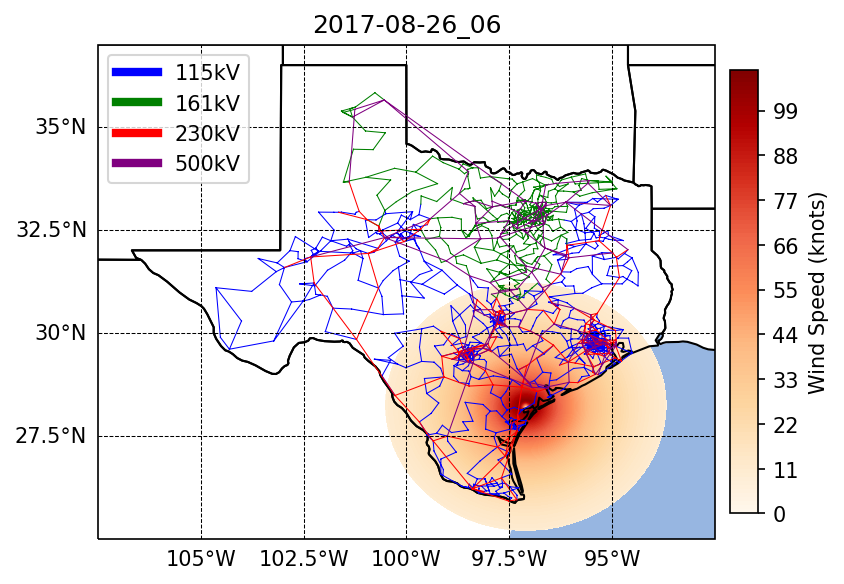 2017-08-26_06
115kV
161kV
230kV
500kV
35°N
32.5°N
30°N
27.5°N
105°W
102.5°W
100°W
97.5°W
95°W
99
88
77
66
55
44
33
22
11
0
Wind Speed (knots)